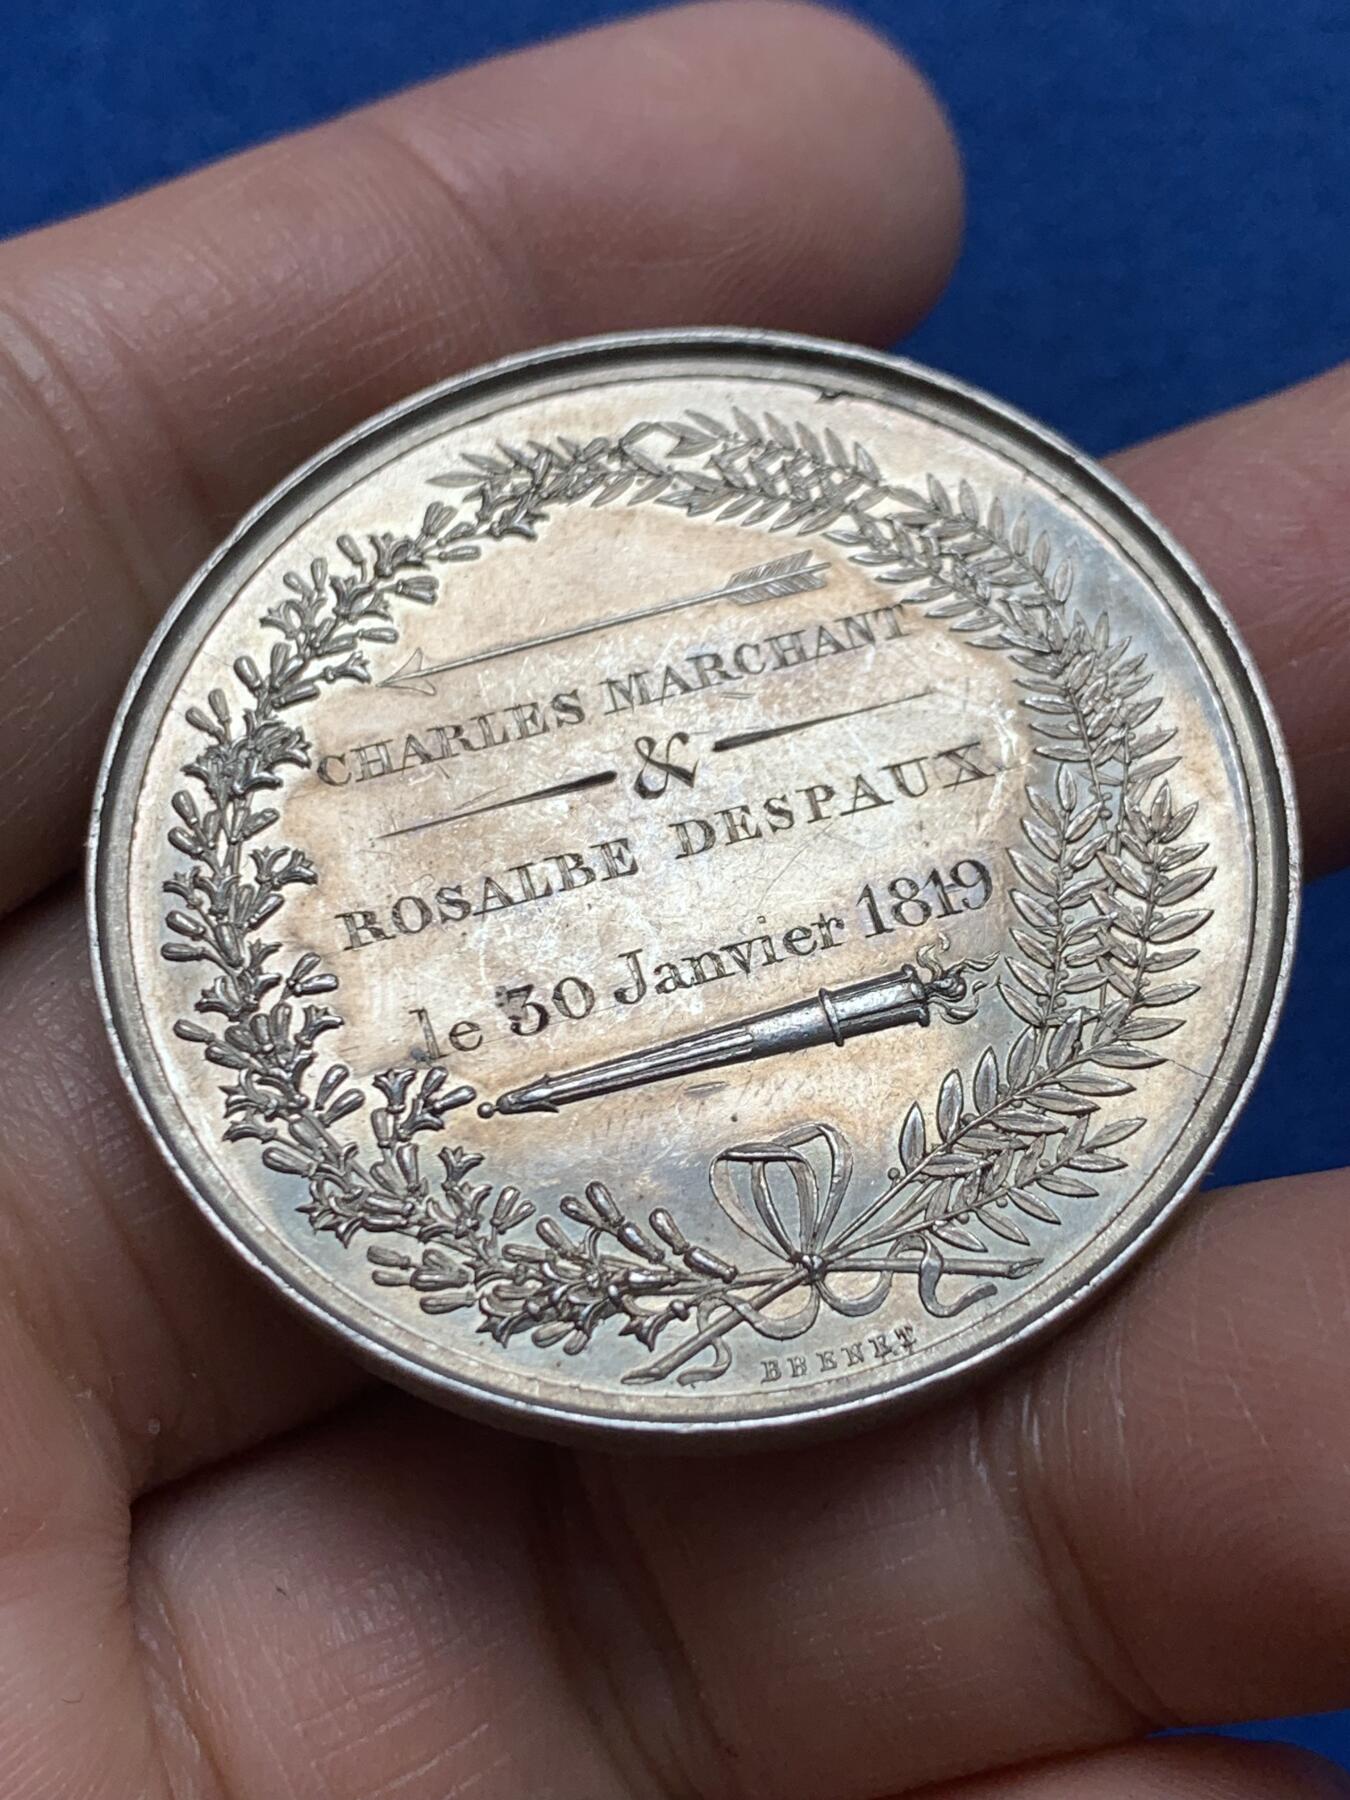 CHARLES MARCHANT
&
ROSALBE DESPAUX
le 30 Janvier 1819
BRENET